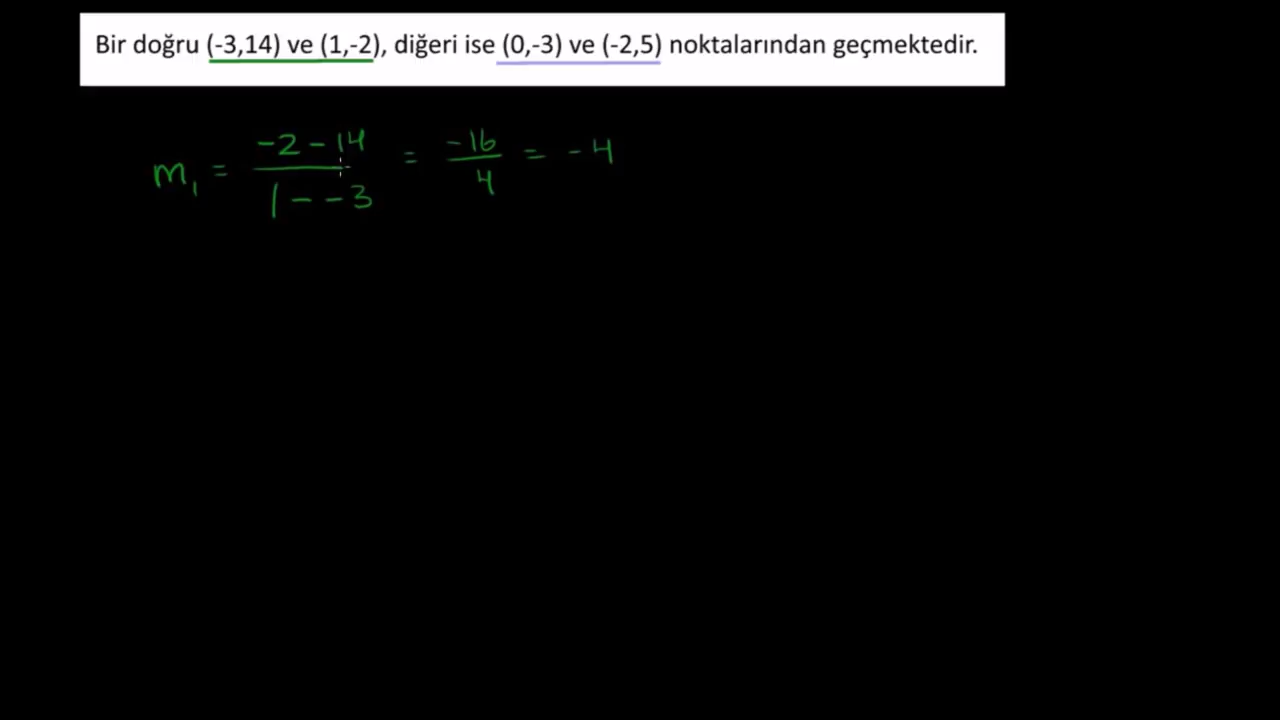 Bir doğru (-3,14) ve (1,-2), diğeri ise (0,-3) ve (-2,5) noktalarından geçmektedir.
m₁ = (-2 - 14)/(1 - -3) = -16/4 = -4